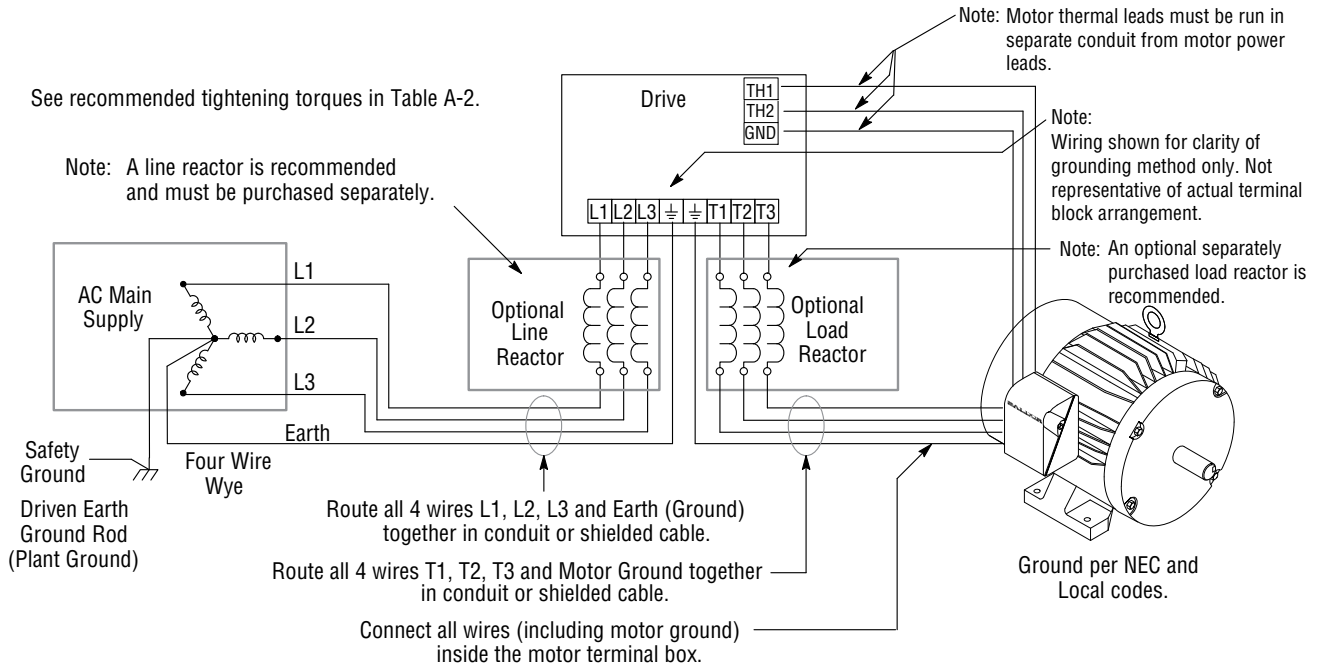 Note: Motor thermal leads must be run in
separate conduit from motor power
leads.
See recommended tightening torques in Table A-2.
Drive
TH1
TH2
GND
Note:
Wiring shown for clarity of
grounding method only. Not
representative of actual terminal
block arrangement.
Note: A line reactor is recommended
and must be purchased separately.
L1 L2 L3 T1 T2 T3
Note: An optional separately
purchased load reactor is
recommended.
AC Main
Supply
L1
L2
L3
Earth
Optional
Line
Reactor
Optional
Load
Reactor
BALDOR
Safety
Ground
Four Wire
Wye
Driven Earth
Ground Rod
(Plant Ground)
Route all 4 wires L1, L2, L3 and Earth (Ground)
together in conduit or shielded cable.
Route all 4 wires T1, T2, T3 and Motor Ground together
in conduit or shielded cable.
Connect all wires (including motor ground)
inside the motor terminal box.
Ground per NEC and
Local codes.